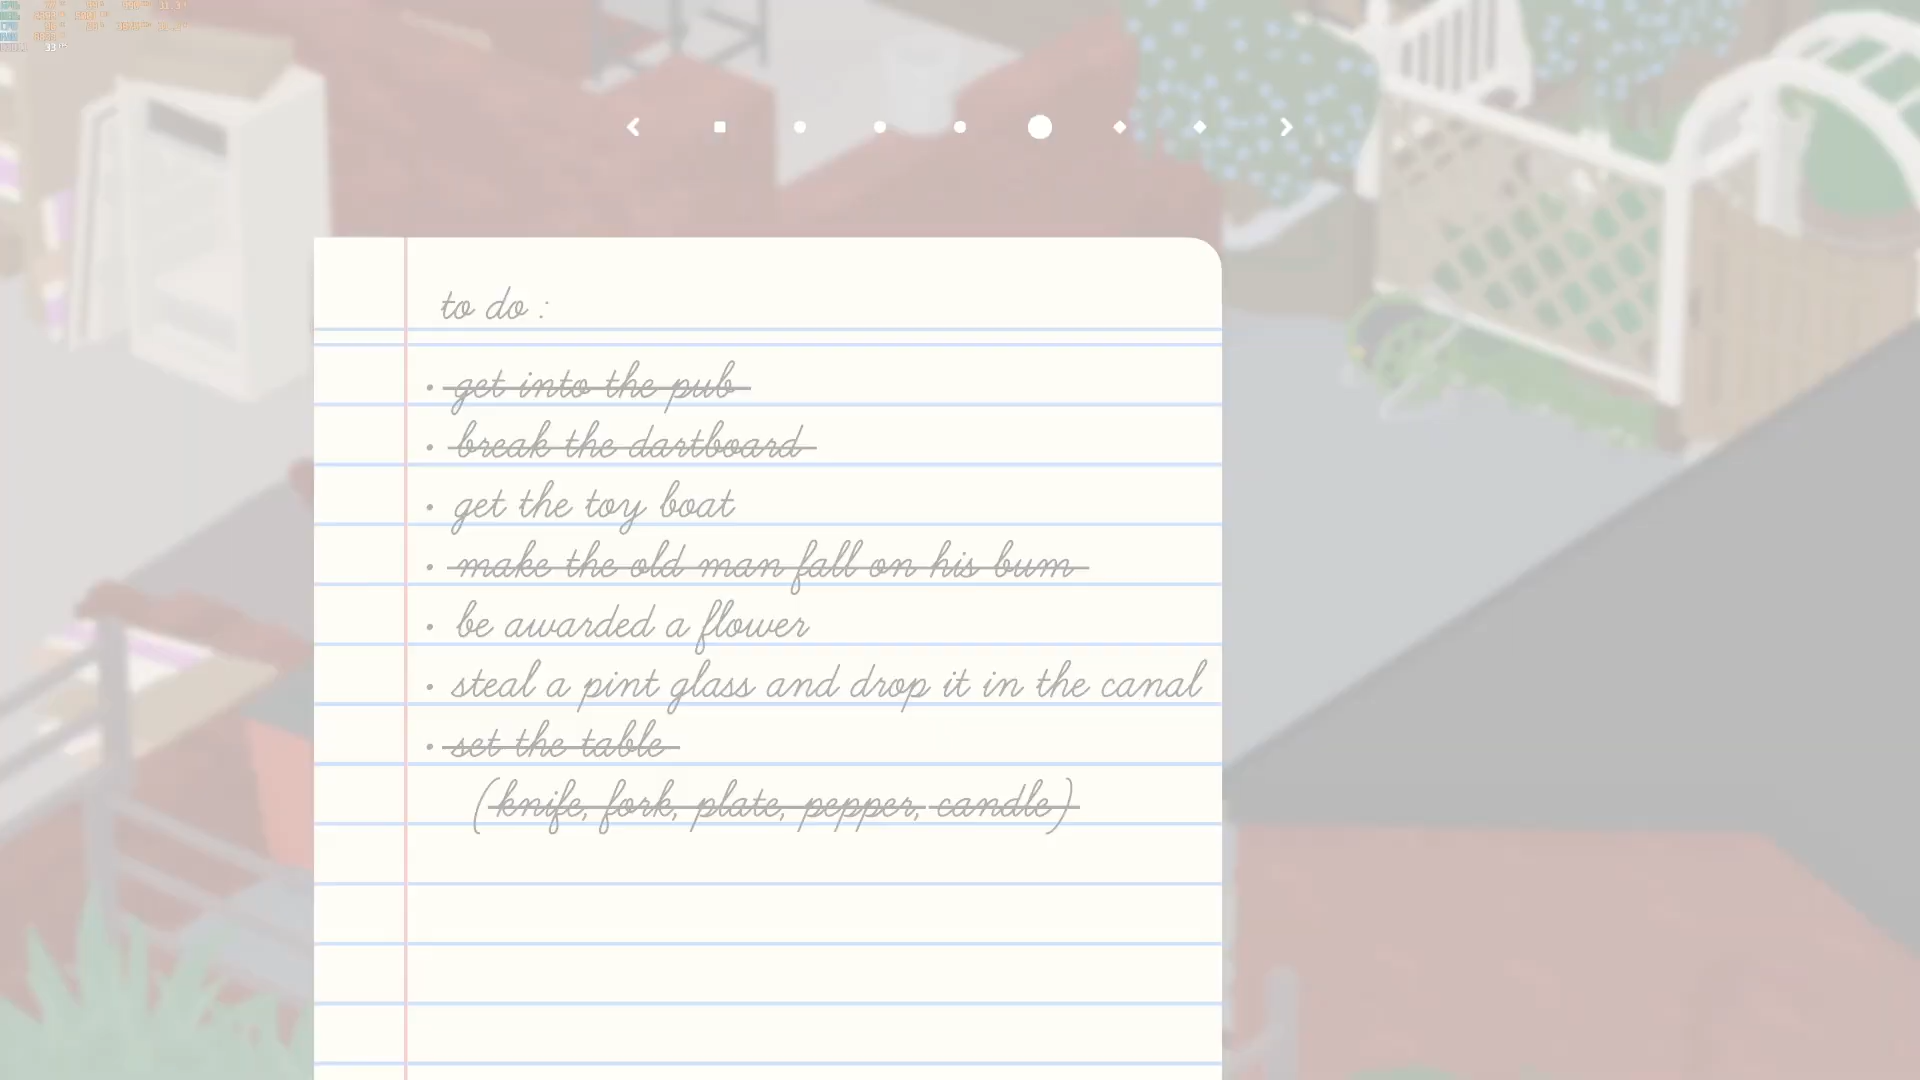 33
to do :
• get into the pub
• break the dartboard
• get the toy boat
• make the old man fall on his bum
• be awarded a flower
• steal a pint glass and drop it in the canal
• set the table
(knife, fork, plate, pepper, candle)